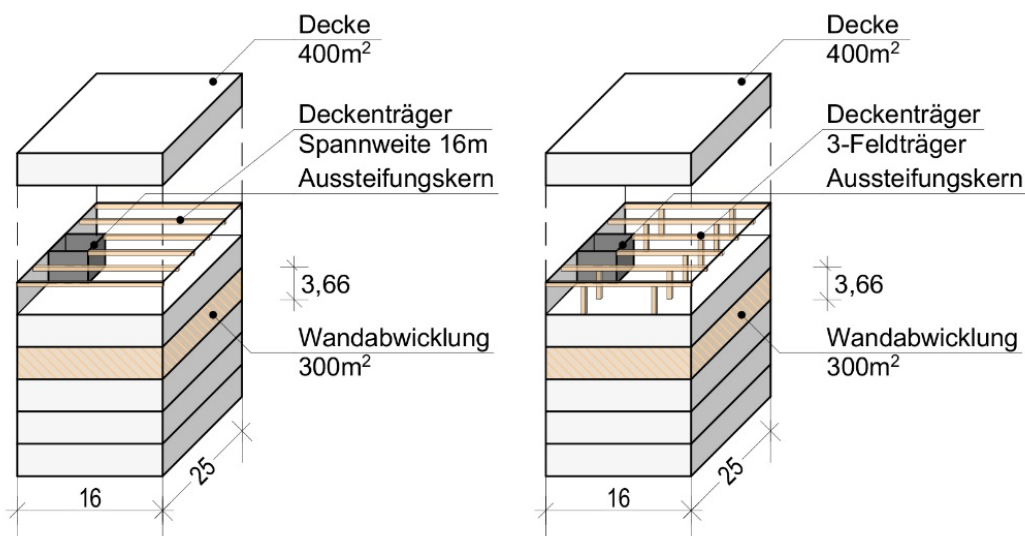 Decke
400m²
Deckenträger
Spannweite 16m
Aussteifungskern
3,66
Wandabwicklung
300m²
25
16
Decke
400m²
Deckenträger
3-Feldträger
Aussteifungskern
3,66
Wandabwicklung
300m²
25
16